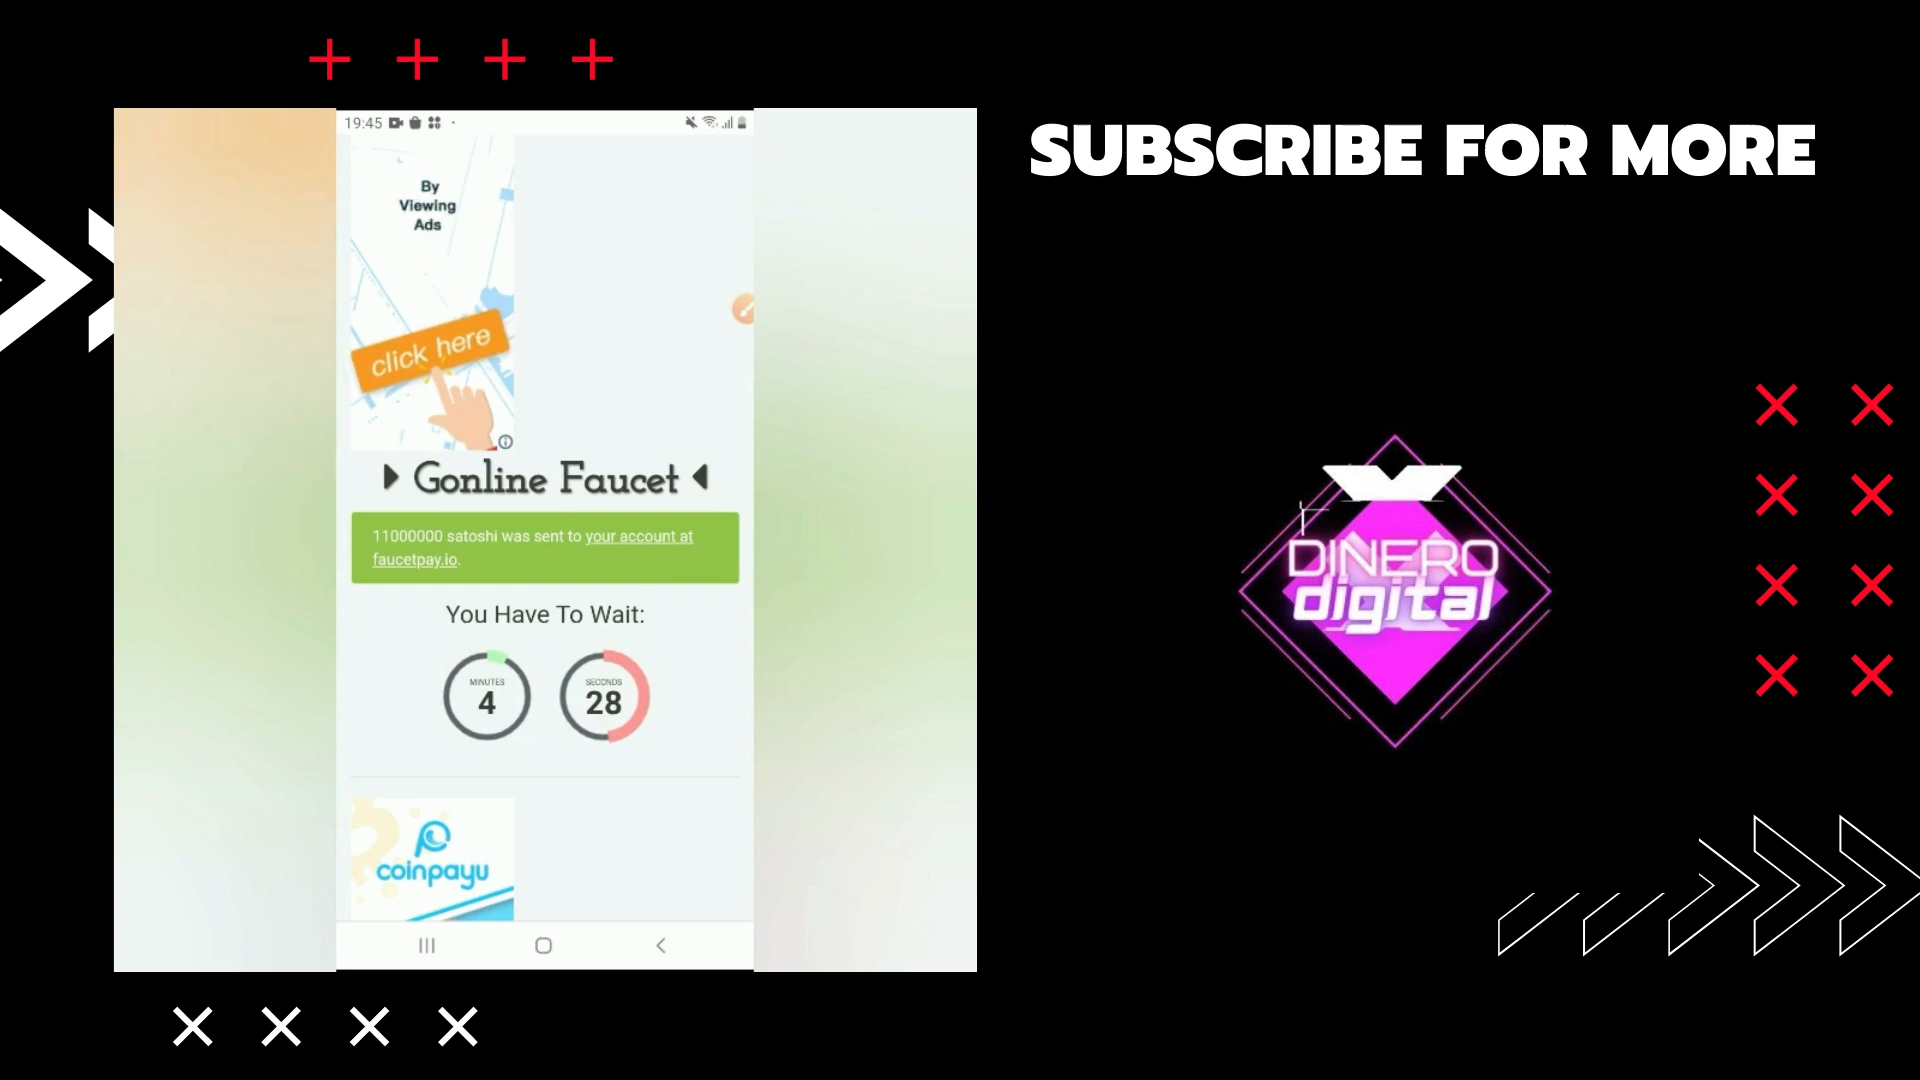 SUBSCRIBE FOR MORE
19:45
By
Viewing
Ads
click here
Gonline Faucet
11000000 satoshi was sent to your account at
faucetpay.io.
You Have To Wait:
MINUTES
4
SECONDS
28
coinpayu
DINERO
digital